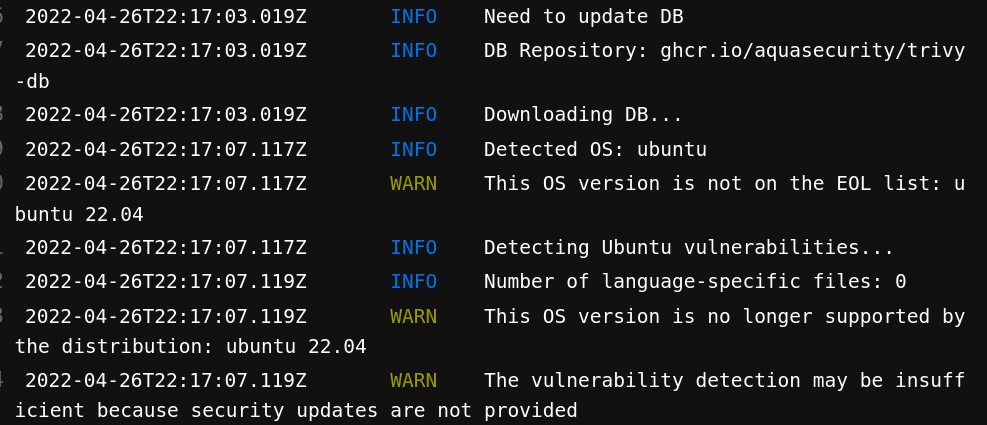 2022-04-26T22:17:03.019Z INFO Need to update DB
2022-04-26T22:17:03.019Z INFO DB Repository: ghcr.io/aquasecurity/trivy
-db
2022-04-26T22:17:03.019Z INFO Downloading DB...
2022-04-26T22:17:07.117Z INFO Detected OS: ubuntu
2022-04-26T22:17:07.117Z WARN This OS version is not on the EOL list: u
buntu 22.04
2022-04-26T22:17:07.117Z INFO Detecting Ubuntu vulnerabilities...
2022-04-26T22:17:07.119Z INFO Number of language-specific files: 0
2022-04-26T22:17:07.119Z WARN This OS version is no longer supported by
the distribution: ubuntu 22.04
2022-04-26T22:17:07.119Z WARN The vulnerability detection may be insuff
icient because security updates are not provided